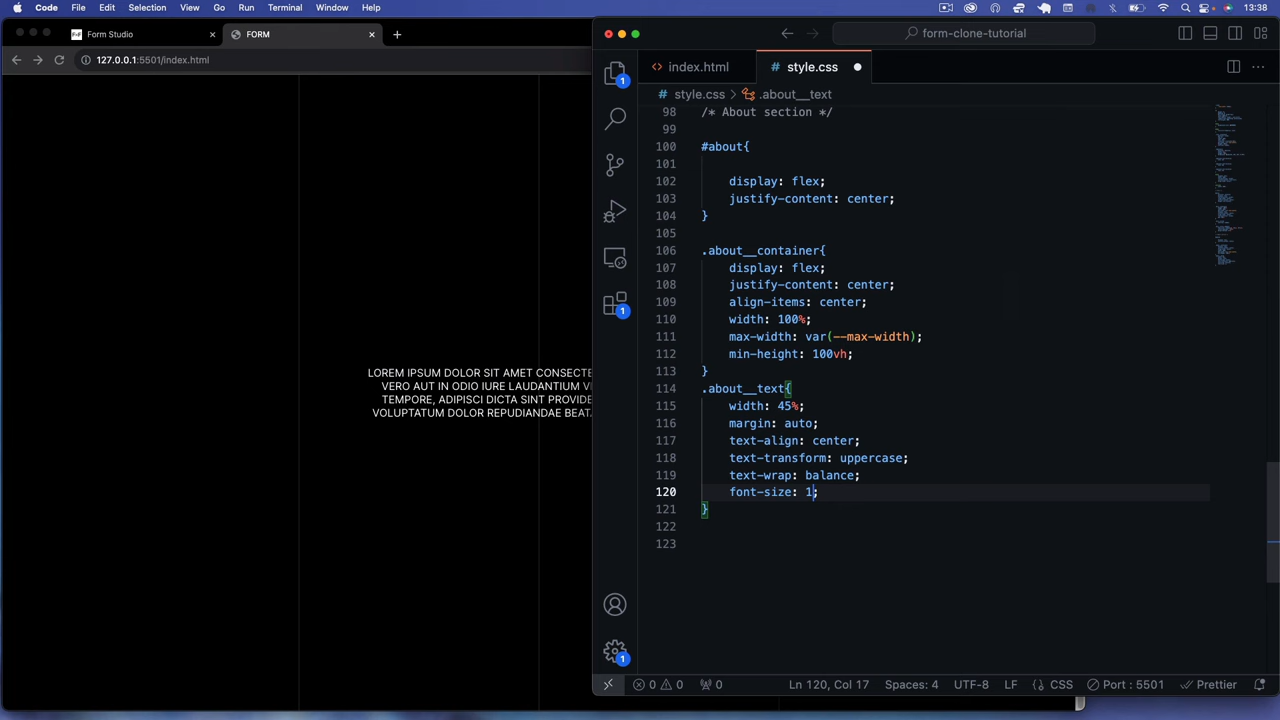 Code File Edit Selection View Go Run Terminal Window Help 13:38
Form Studio
FORM
127.0.0.1:5501/index.html
LOREM IPSUM DOLOR SIT AMET CONSECTE
VERO AUT IN ODIO IURE LAUDANTIUM V
TEMPORE, ADIPISCI DICTA SINT PROVIDE
VOLUPTATUM DOLOR REPUDIANDAE BEAT
form-clone-tutorial
index.html
# style.css
# style.css > .about__text
98 /* About section */
99
100 #about{
101
102 display: flex;
103 justify-content: center;
104 }
105
106 .about__container{
107 display: flex;
108 justify-content: center;
109 align-items: center;
110 width: 100%;
111 max-width: var(--max-width);
112 min-height: 100vh;
113 }
114 .about__text{
115 width: 45%;
116 margin: auto;
117 text-align: center;
118 text-transform: uppercase;
119 text-wrap: balance;
120 font-size: 1;
121 }
122
123
1
1
1
0 0 0 Ln 120, Col 17 Spaces: 4 UTF-8 LF {} CSS Port : 5501 Prettier